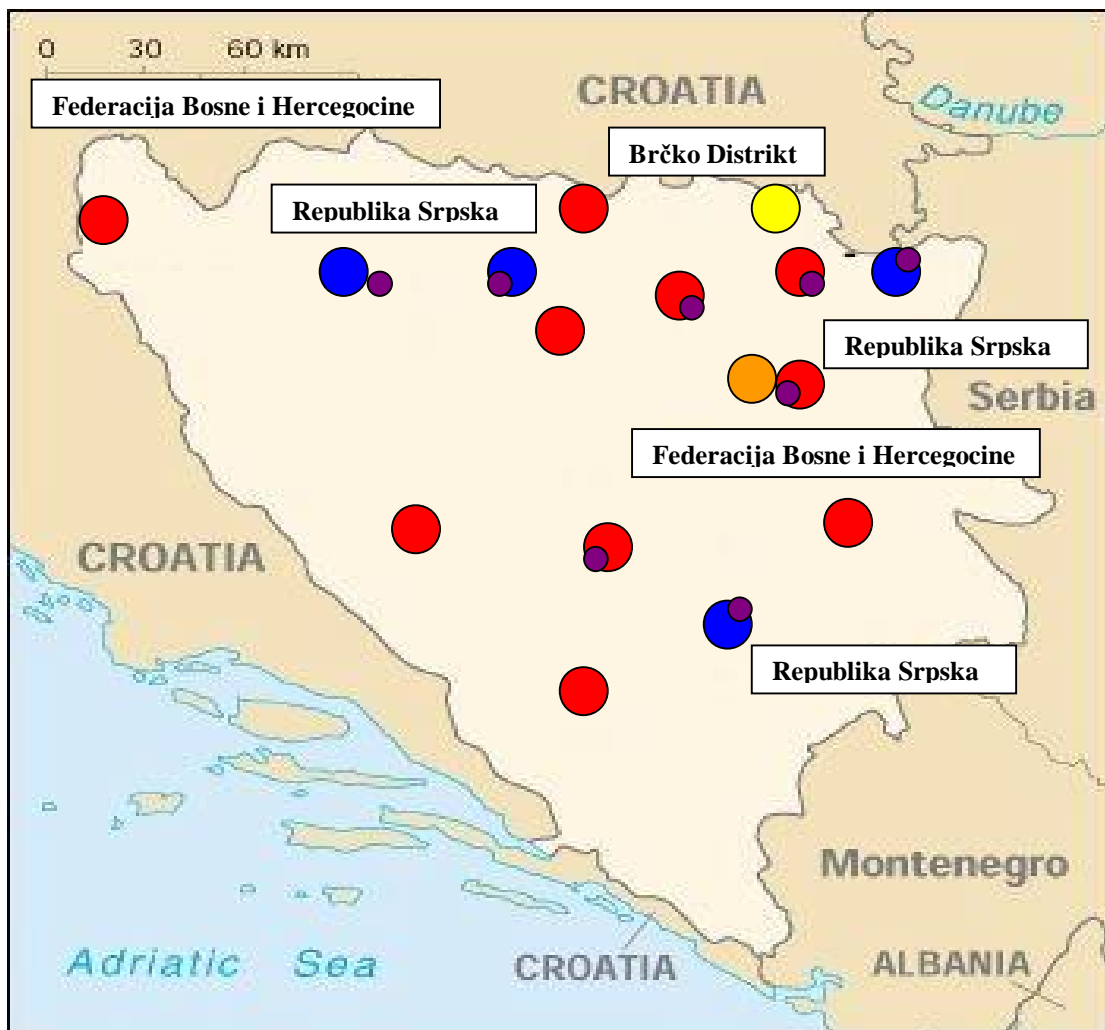 0 30 60 km
Federacija Bosne i Hercegocine
CROATIA
Danube
Brčko Distrikt
Republika Srpska
Republika Srpska
Serbia
Federacija Bosne i Hercegocine
CROATIA
Republika Srpska
Montenegro
Adriatic Sea
CROATIA
ALBANIA